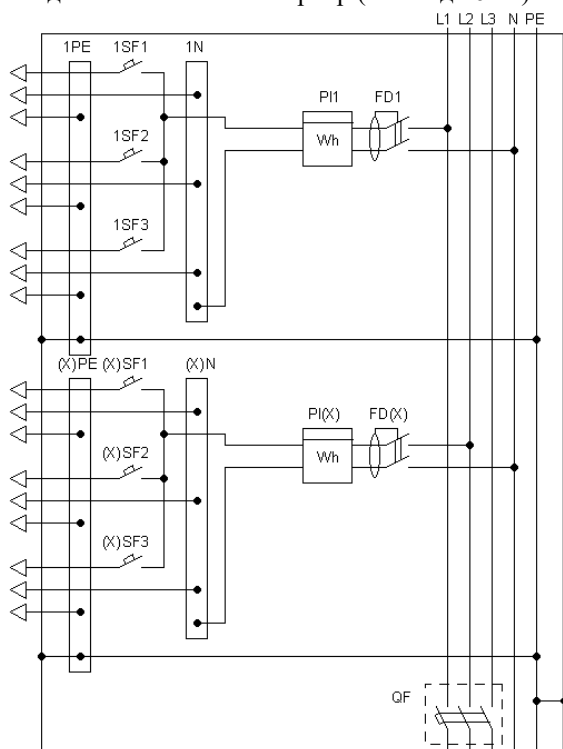 L1 L2 L3 N PE
1PE 1SF1 1N
PI1 FD1
Wh
1SF2
1SF3
(X)PE (X)SF1 (X)N
PI(X) FD(X)
Wh
(X)SF2
(X)SF3
QF